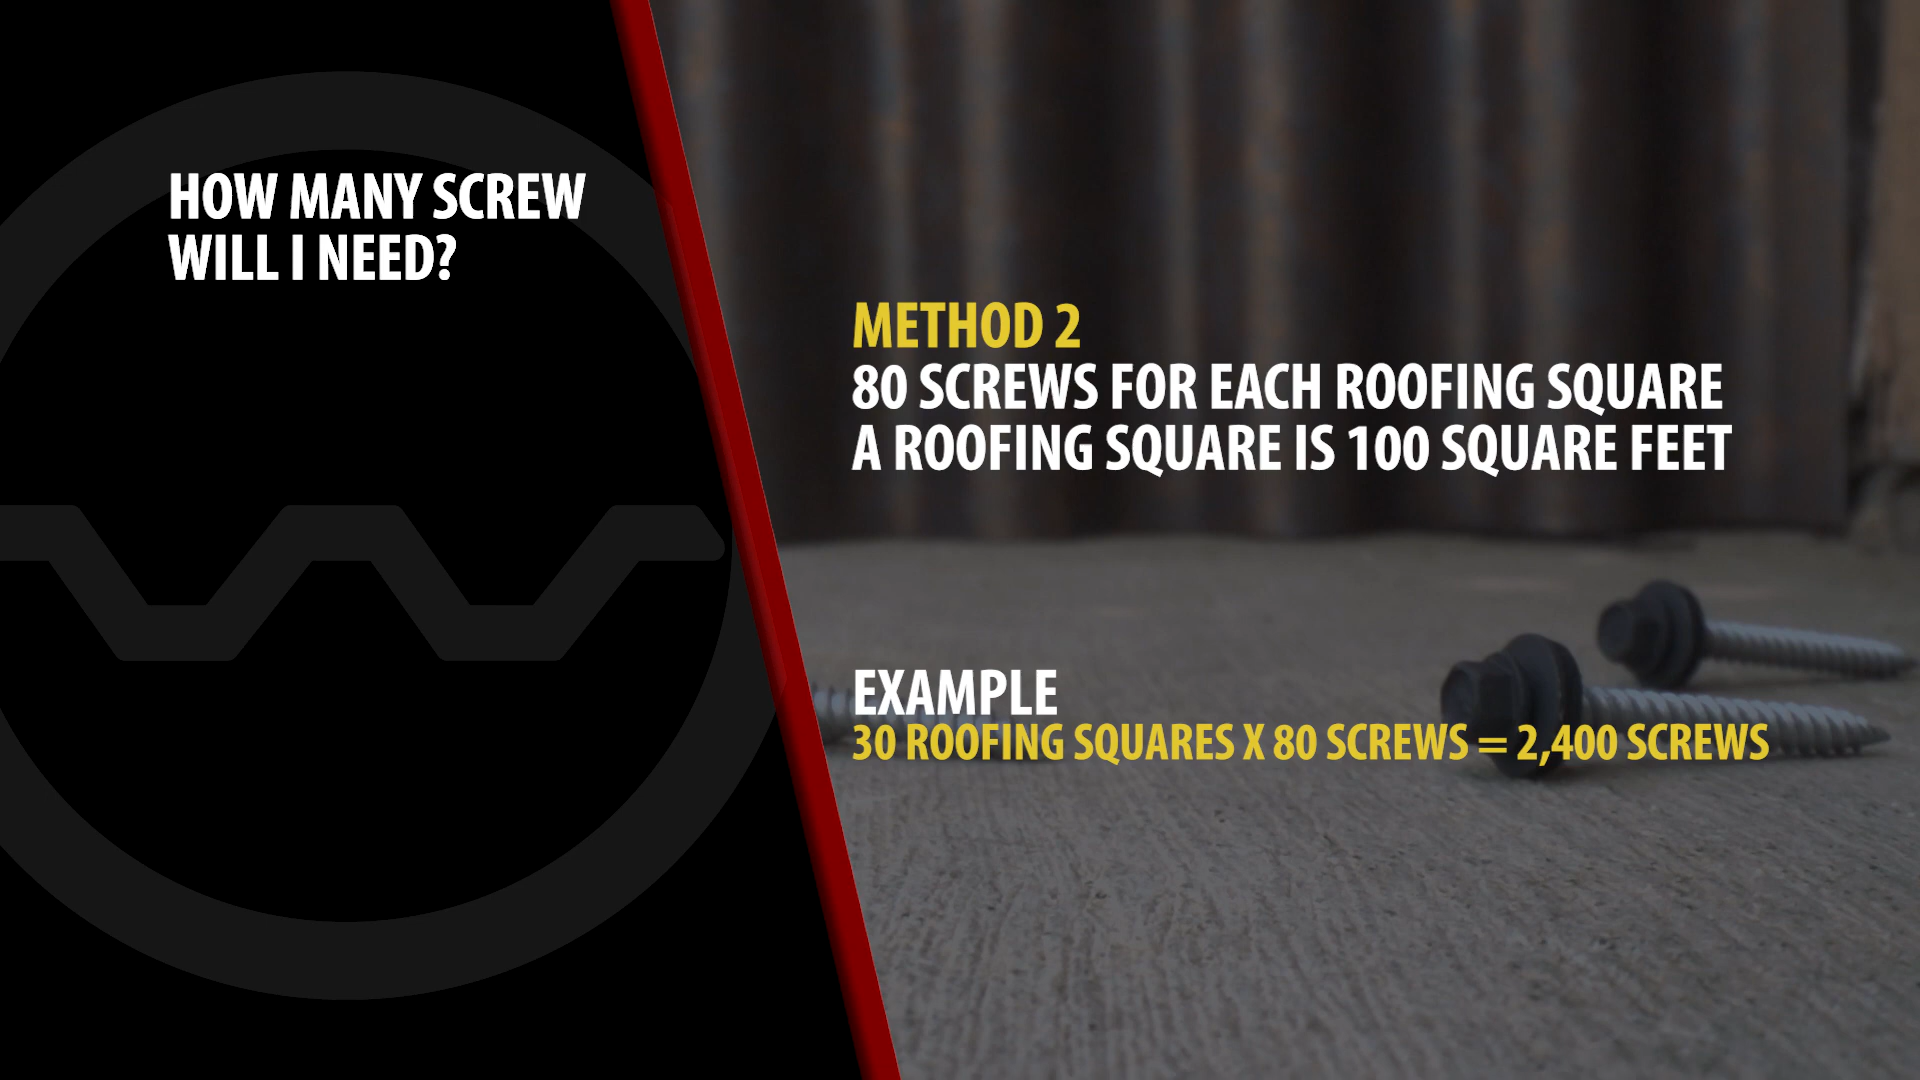 HOW MANY SCREW
WILL I NEED?
METHOD 2
80 SCREWS FOR EACH ROOFING SQUARE
A ROOFING SQUARE IS 100 SQUARE FEET
EXAMPLE
30 ROOFING SQUARES X 80 SCREWS = 2,400 SCREWS